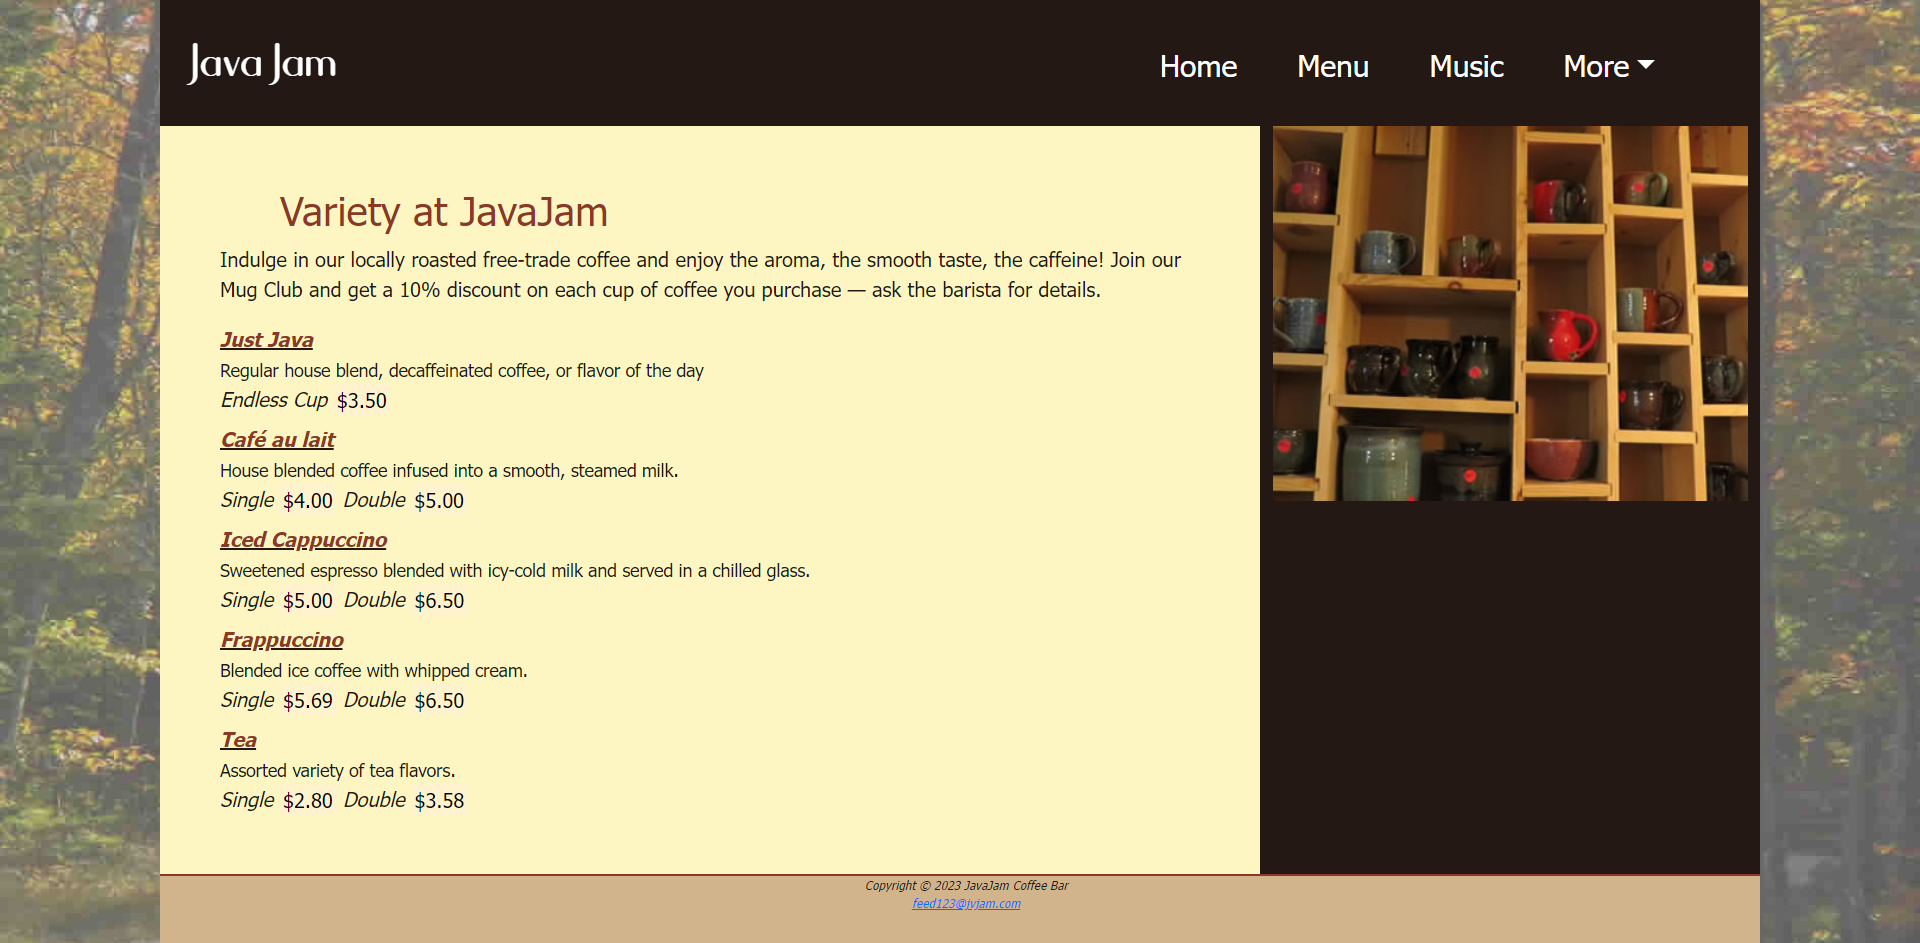 Java Jam
Home Menu Music More
Variety at JavaJam
Indulge in our locally roasted free-trade coffee and enjoy the aroma, the smooth taste, the caffeine! Join our
Mug Club and get a 10% discount on each cup of coffee you purchase — ask the barista for details.
Just Java
Regular house blend, decaffeinated coffee, or flavor of the day
Endless Cup $3.50
Café au lait
House blended coffee infused into a smooth, steamed milk.
Single $4.00 Double $5.00
Iced Cappuccino
Sweetened espresso blended with icy-cold milk and served in a chilled glass.
Single $5.00 Double $6.50
Frappuccino
Blended ice coffee with whipped cream.
Single $5.69 Double $6.50
Tea
Assorted variety of tea flavors.
Single $2.80 Double $3.58
Copyright © 2023 JavaJam Coffee Bar
feed123@jvjam.com